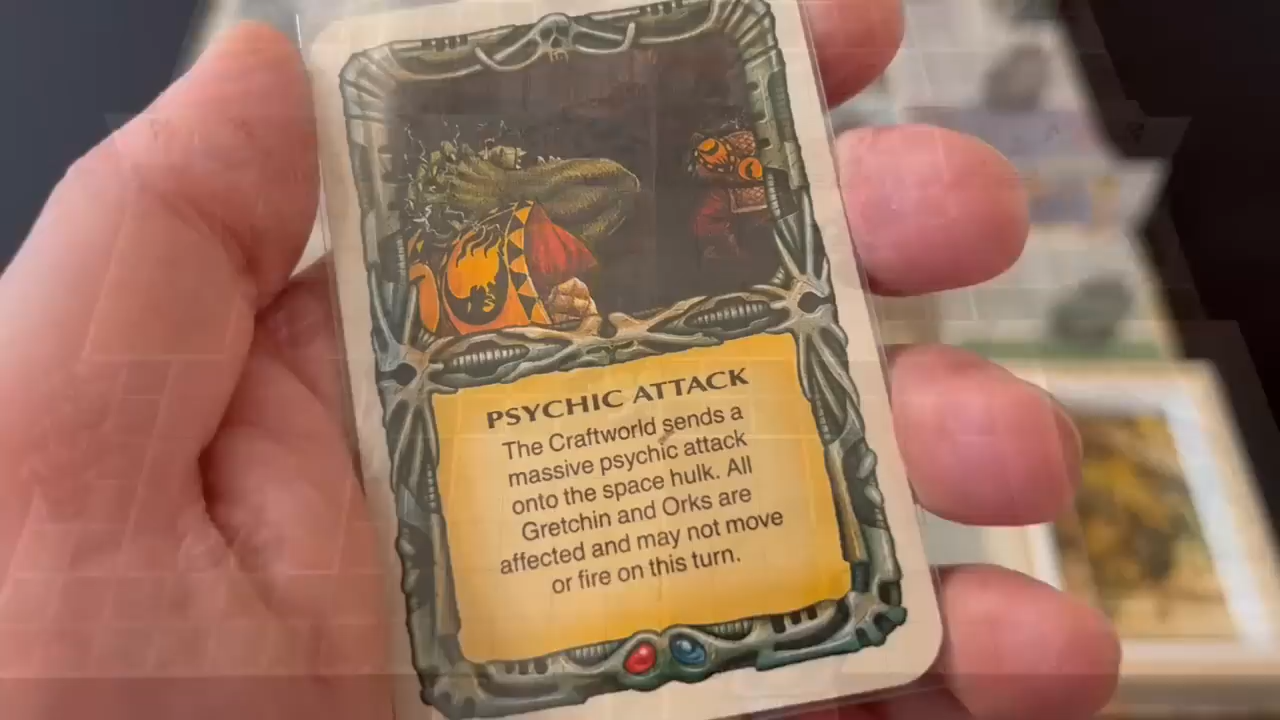 PSYCHIC ATTACK
The Craftworld sends a
massive psychic attack
onto the space hulk. All
Gretchin and Orks are
affected and may not move
or fire on this turn.